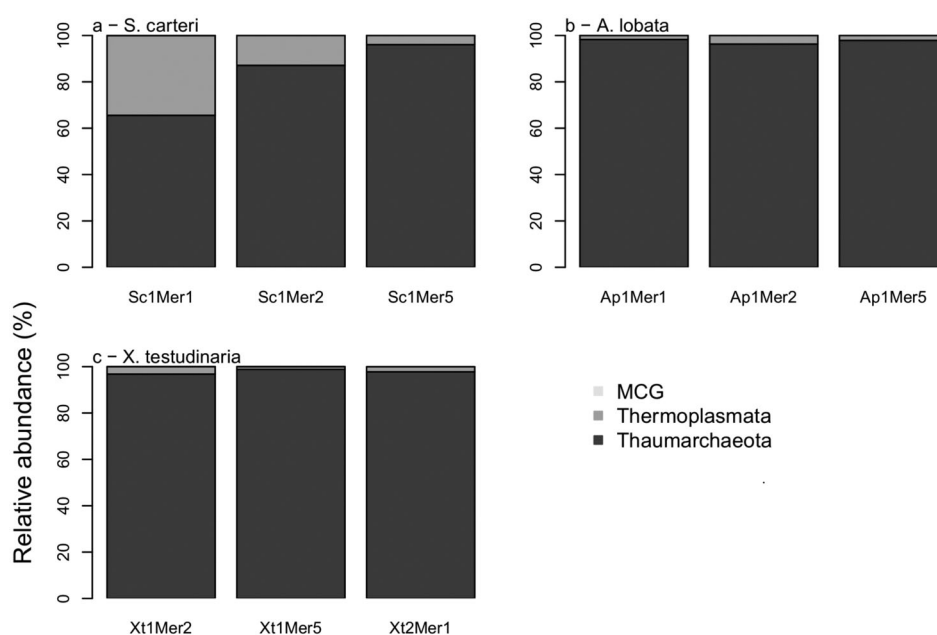 a − S. carteri
100
80
60
40
20
0
Sc1Mer1 Sc1Mer2 Sc1Mer5
b − A. lobata
100
80
60
40
20
0
Ap1Mer1 Ap1Mer2 Ap1Mer5
Relative abundance (%)
c − X. testudinaria
100
80
60
40
20
0
Xt1Mer2 Xt1Mer5 Xt2Mer1
MCG
Thermoplasmata
Thaumarchaeota